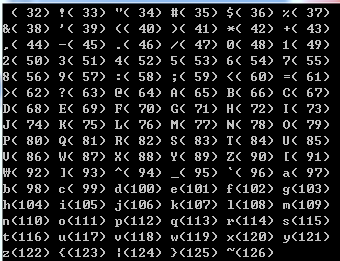 ( 32) !( 33) "( 34) #( 35) $( 36) %( 37)
&( 38) '( 39) (( 40) )( 41) *( 42) +( 43)
,( 44) -( 45) .( 46) /( 47) 0( 48) 1( 49)
2( 50) 3( 51) 4( 52) 5( 53) 6( 54) 7( 55)
8( 56) 9( 57) :( 58) ;( 59) <( 60) =( 61)
>( 62) ?( 63) @( 64) A( 65) B( 66) C( 67)
D( 68) E( 69) F( 70) G( 71) H( 72) I( 73)
J( 74) K( 75) L( 76) M( 77) N( 78) O( 79)
P( 80) Q( 81) R( 82) S( 83) T( 84) U( 85)
V( 86) W( 87) X( 88) Y( 89) Z( 90) [( 91)
₩( 92) ]( 93) ^( 94) _( 95) `( 96) a( 97)
b( 98) c( 99) d(100) e(101) f(102) g(103)
h(104) i(105) j(106) k(107) l(108) m(109)
n(110) o(111) p(112) q(113) r(114) s(115)
t(116) u(117) v(118) w(119) x(120) y(121)
z(122) {(123) |(124) }(125) ~(126)